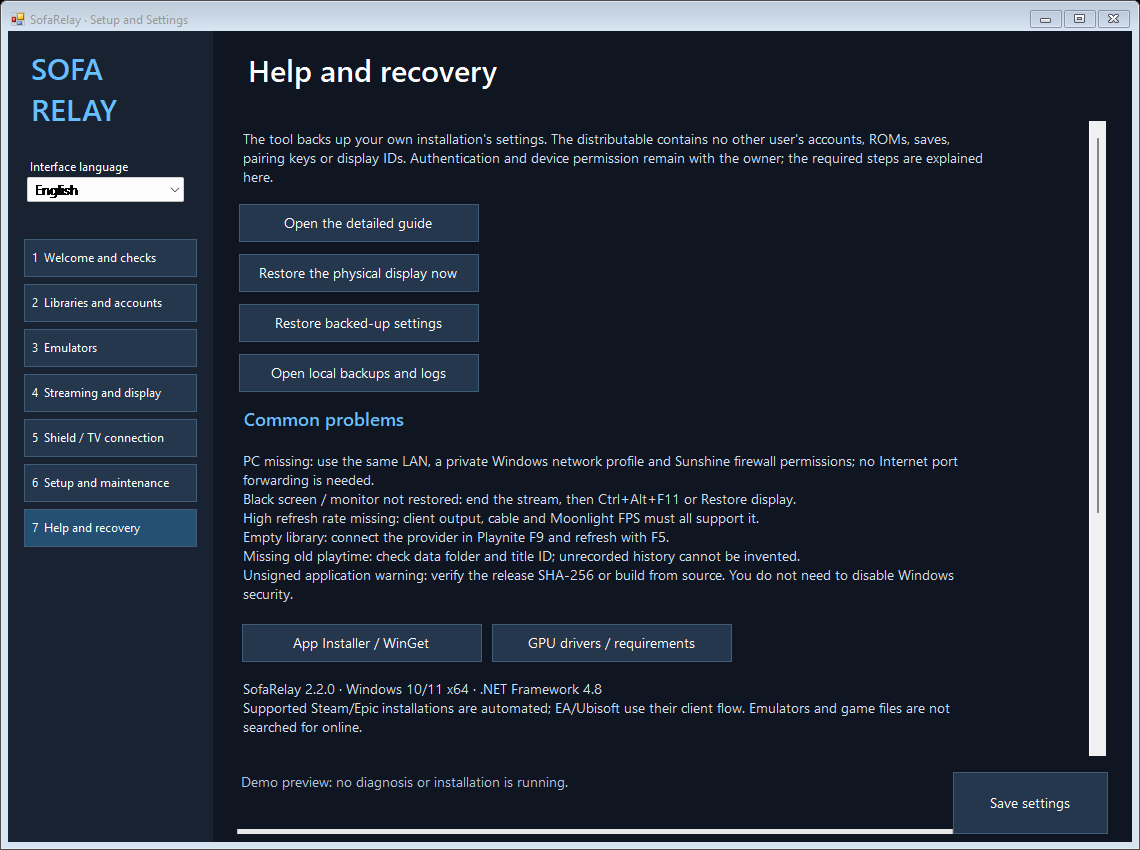 SofaRelay · Setup and Settings
SOFA
RELAY
Interface language
English
1 Welcome and checks
2 Libraries and accounts
3 Emulators
4 Streaming and display
5 Shield / TV connection
6 Setup and maintenance
7 Help and recovery
Help and recovery
The tool backs up your own installation's settings. The distributable contains no other user's accounts, ROMs, saves,
pairing keys or display IDs. Authentication and device permission remain with the owner; the required steps are explained
here.
Open the detailed guide
Restore the physical display now
Restore backed-up settings
Open local backups and logs
Common problems
PC missing: use the same LAN, a private Windows network profile and Sunshine firewall permissions; no Internet port
forwarding is needed.
Black screen / monitor not restored: end the stream, then Ctrl+Alt+F11 or Restore display.
High refresh rate missing: client output, cable and Moonlight FPS must all support it.
Empty library: connect the provider in Playnite F9 and refresh with F5.
Missing old playtime: check data folder and title ID; unrecorded history cannot be invented.
Unsigned application warning: verify the release SHA-256 or build from source. You do not need to disable Windows
security.
App Installer / WinGet
GPU drivers / requirements
SofaRelay 2.2.0 · Windows 10/11 x64 · .NET Framework 4.8
Supported Steam/Epic installations are automated; EA/Ubisoft use their client flow. Emulators and game files are not
searched for online.
Demo preview: no diagnosis or installation is running.
Save settings